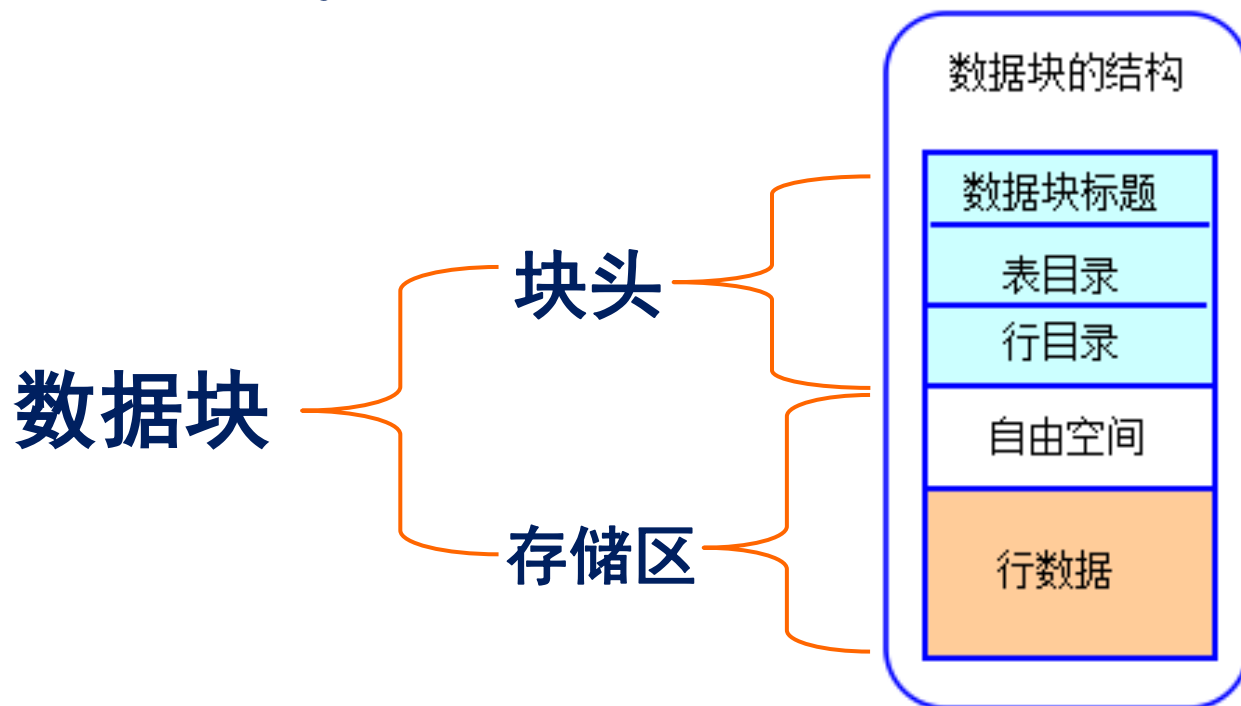 数据块的结构
数据块标题
表目录
块头
行目录
数据块
自由空间
存储区
行数据